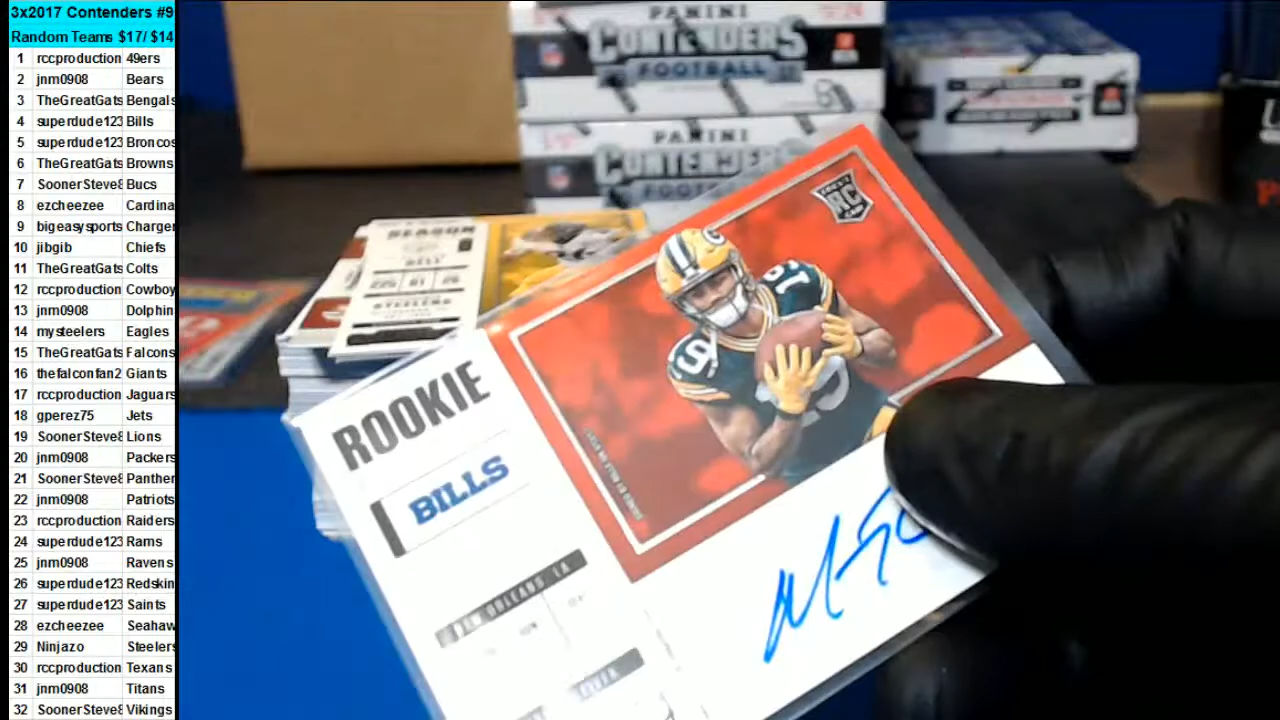 3x2017 Contenders #9
Random Teams $17/ $14
1 rccproduction 49ers
2 jnm0908 Bears
3 TheGreatGats Bengals
4 superdude123 Bills
5 superdude123 Broncos
6 TheGreatGats Browns
7 SoonerSteve8 Bucs
8 ezcheezee Cardina
9 bigeasysports Charger
10 jibgib Chiefs
11 TheGreatGats Colts
12 rccproduction Cowboy
13 jnm0908 Dolphin
14 mysteelers Eagles
15 TheGreatGats Falcons
16 thefalconfan2 Giants
17 rccproduction Jaguars
18 gperez75 Jets
19 SoonerSteve8 Lions
20 jnm0908 Packers
21 SoonerSteve8 Panther
22 jnm0908 Patriots
23 rccproduction Raiders
24 superdude123 Rams
25 jnm0908 Ravens
26 superdude123 Redskin
27 superdude123 Saints
28 ezcheezee Seahaw
29 Ninjazo Steelers
30 rccproduction Texans
31 jnm0908 Titans
32 SoonerSteve8 Vikings
PANINI
CONTENDERS
FOOTBALL
PANINI
CONTENDERS
SEASON
BELL
STEELERS
RC
G
19
19
ROOKIE
BILLS
NEW ORLEANS, LA